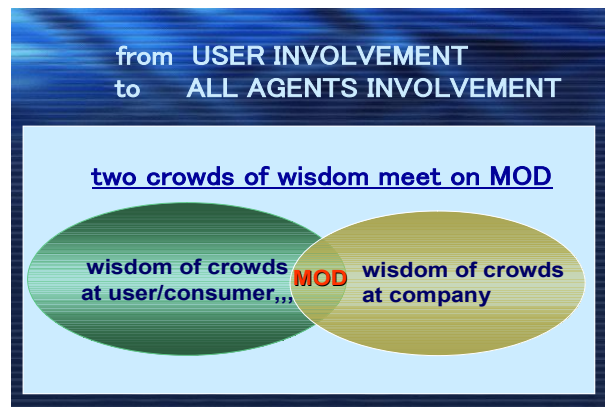 from USER INVOLVEMENT
to ALL AGENTS INVOLVEMENT
two crowds of wisdom meet on MOD
wisdom of crowds
at user/consumer,,,
MOD
wisdom of crowds
at company